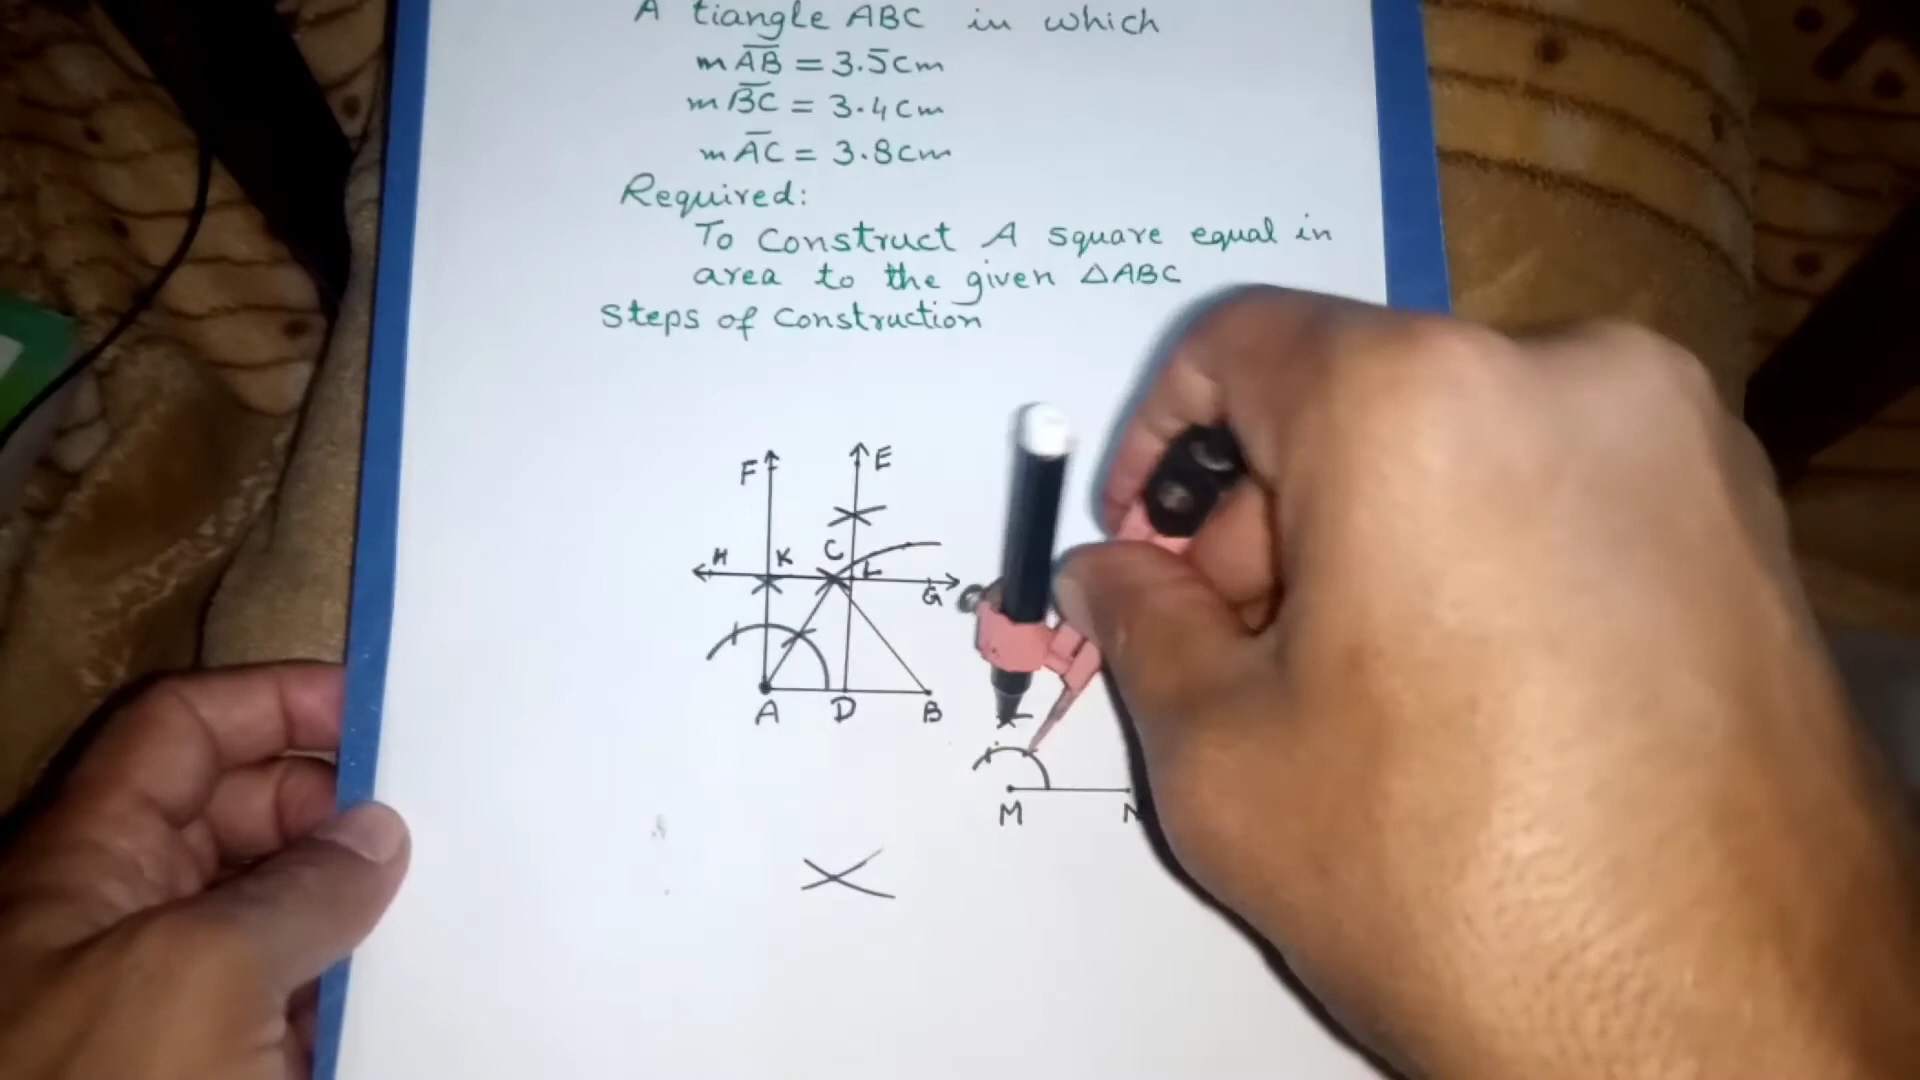 A tiangle ABC in which
mAB = 3.5cm
mBC = 3.4cm
mAC = 3.8cm
Required:
To Construct A square equal in
area to the given △ABC
Steps of Construction
F E
H K C L G
A D B
M N